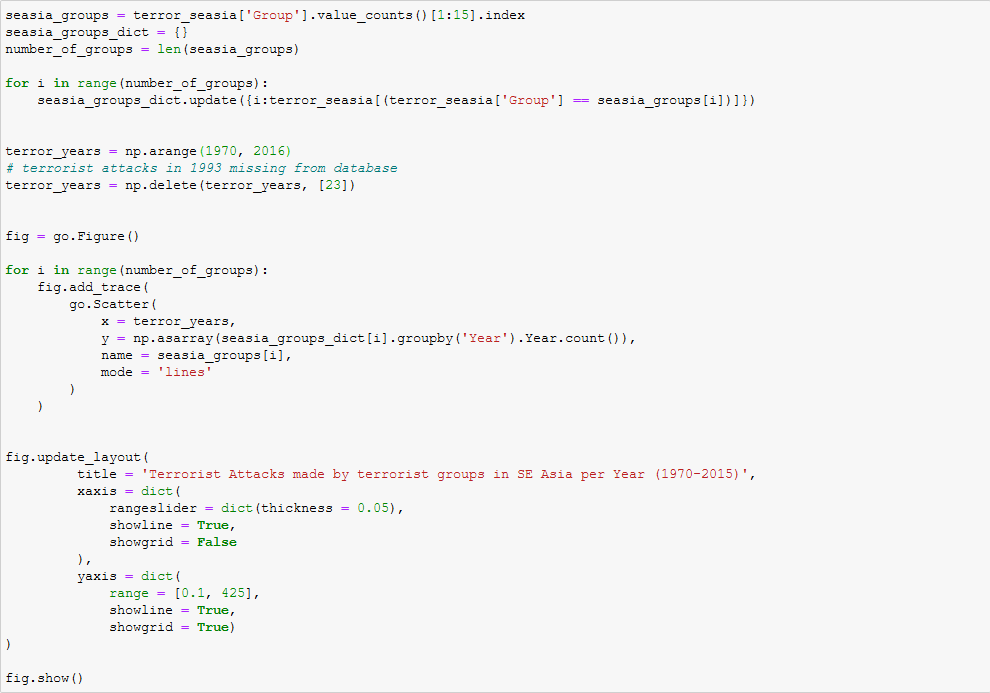 seasia_groups = terror_seasia['Group'].value_counts()[1:15].index
seasia_groups_dict = {}
number_of_groups = len(seasia_groups)

for i in range(number_of_groups):
    seasia_groups_dict.update({i:terror_seasia[(terror_seasia['Group'] == seasia_groups[i])]})


terror_years = np.arange(1970, 2016)
# terrorist attacks in 1993 missing from database
terror_years = np.delete(terror_years, [23])


fig = go.Figure()

for i in range(number_of_groups):
    fig.add_trace(
        go.Scatter(
            x = terror_years,
            y = np.asarray(seasia_groups_dict[i].groupby('Year').Year.count()),
            name = seasia_groups[i],
            mode = 'lines'
        )
    )


fig.update_layout(
         title = 'Terrorist Attacks made by terrorist groups in SE Asia per Year (1970-2015)',
         xaxis = dict(
             rangeslider = dict(thickness = 0.05),
             showline = True,
             showgrid = False
         ),
         yaxis = dict(
             range = [0.1, 425],
             showline = True,
             showgrid = True)
)

fig.show()